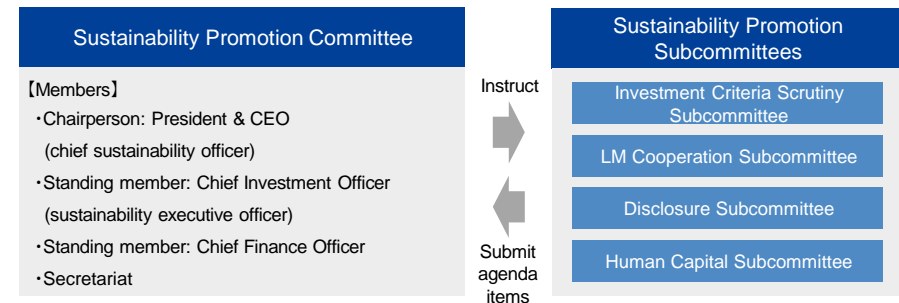 Sustainability Promotion Committee
【Members】
・Chairperson: President & CEO
(chief sustainability officer)
・Standing member: Chief Investment Officer
(sustainability executive officer)
・Standing member: Chief Finance Officer
・Secretariat
Instruct
Submit
agenda
items
Sustainability Promotion
Subcommittees
Investment Criteria Scrutiny
Subcommittee
LM Cooperation Subcommittee
Disclosure Subcommittee
Human Capital Subcommittee